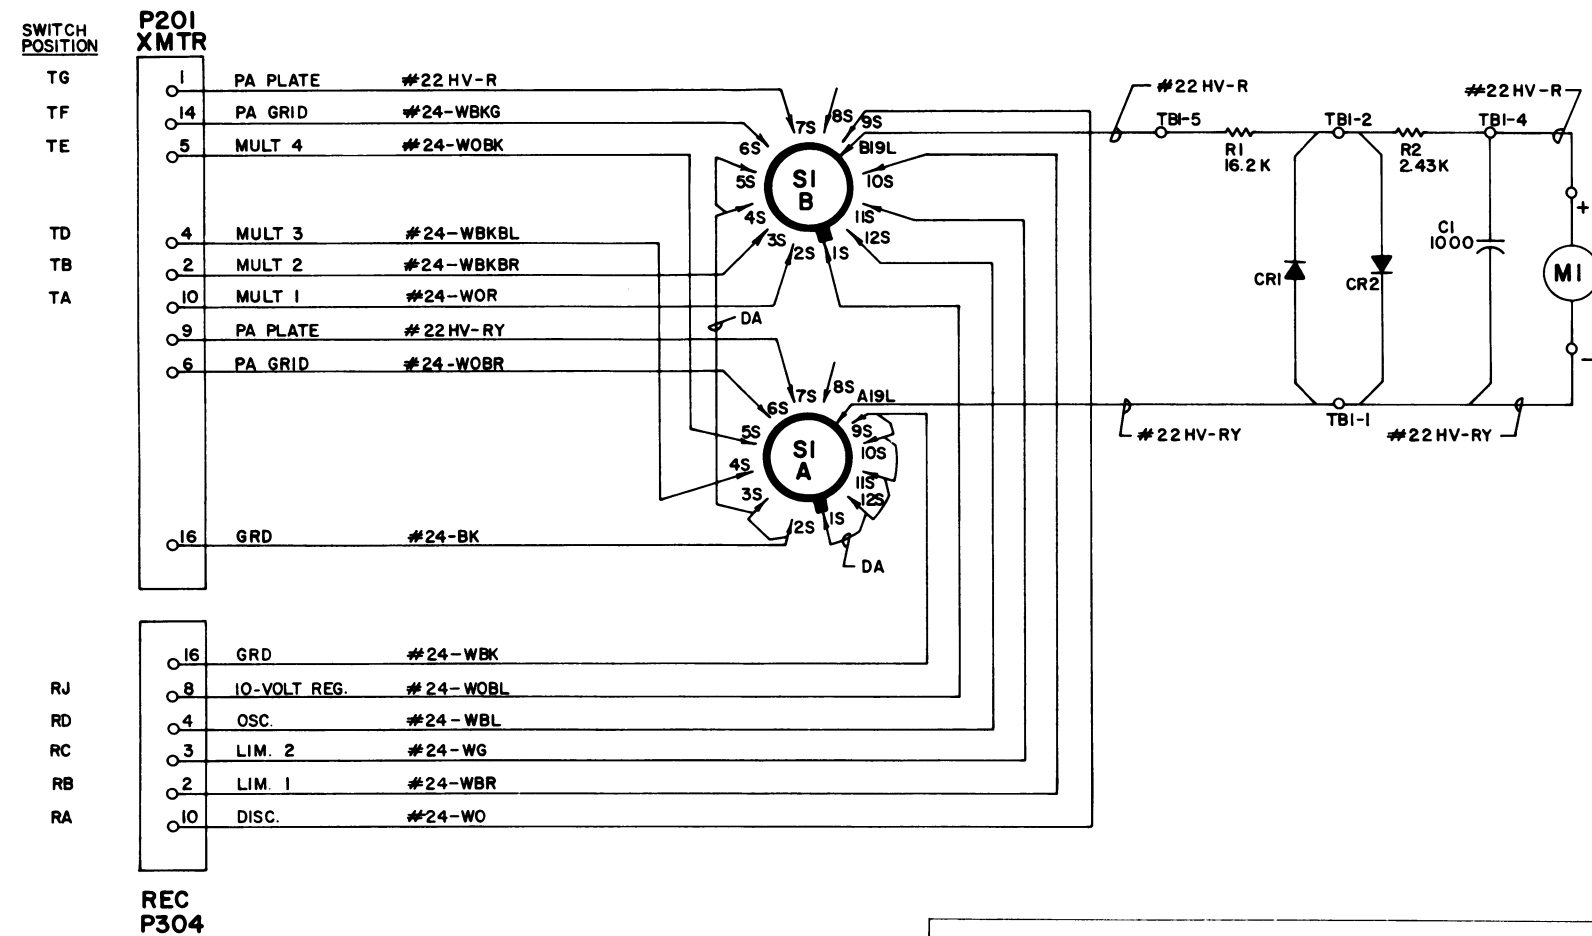 SWITCH
POSITION
P201
XMTR
TG 1 PA PLATE #22 HV-R
TF 14 PA GRID #24-WBKG
TE 5 MULT 4 #24-WOBK
TD 4 MULT 3 #24-WBKBL
TB 2 MULT 2 #24-WBKBR
TA 10 MULT 1 #24-WOR
9 PA PLATE #22 HV-RY
6 PA GRID #24-WOBR
16 GRD #24-BK
16 GRD #24-WBK
RJ 8 10-VOLT REG. #24-WOBL
RD 4 OSC. #24-WBL
RC 3 LIM. 2 #24-WG
RB 2 LIM. 1 #24-WBR
RA 10 DISC. #24-WO
REC
P304
7S
8S
9S
6S
B19L
5S
S1
B
10S
4S
11S
3S
12S
2S
1S
DA
8S
7S
A19L
6S
5S
9S
S1
A
10S
4S
11S
3S
12S
2S
1S
DA
#22 HV-R
#22 HV-R
TB1-5
TB1-2
TB1-4
R1
16.2K
R2
2.43K
C1
1000
+
M1
CR1
CR2
-
TB1-1
#22 HV-RY
#22 HV-RY